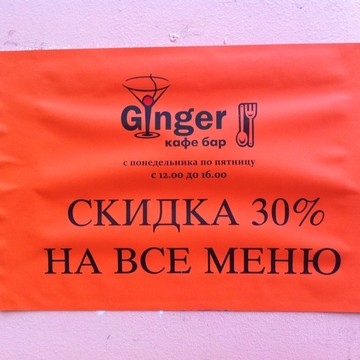 Ginger
кафе бар
с понедельника по пятницу
с 12.00 до 16.00
СКИДКА 30%
НА ВСЕ МЕНЮ